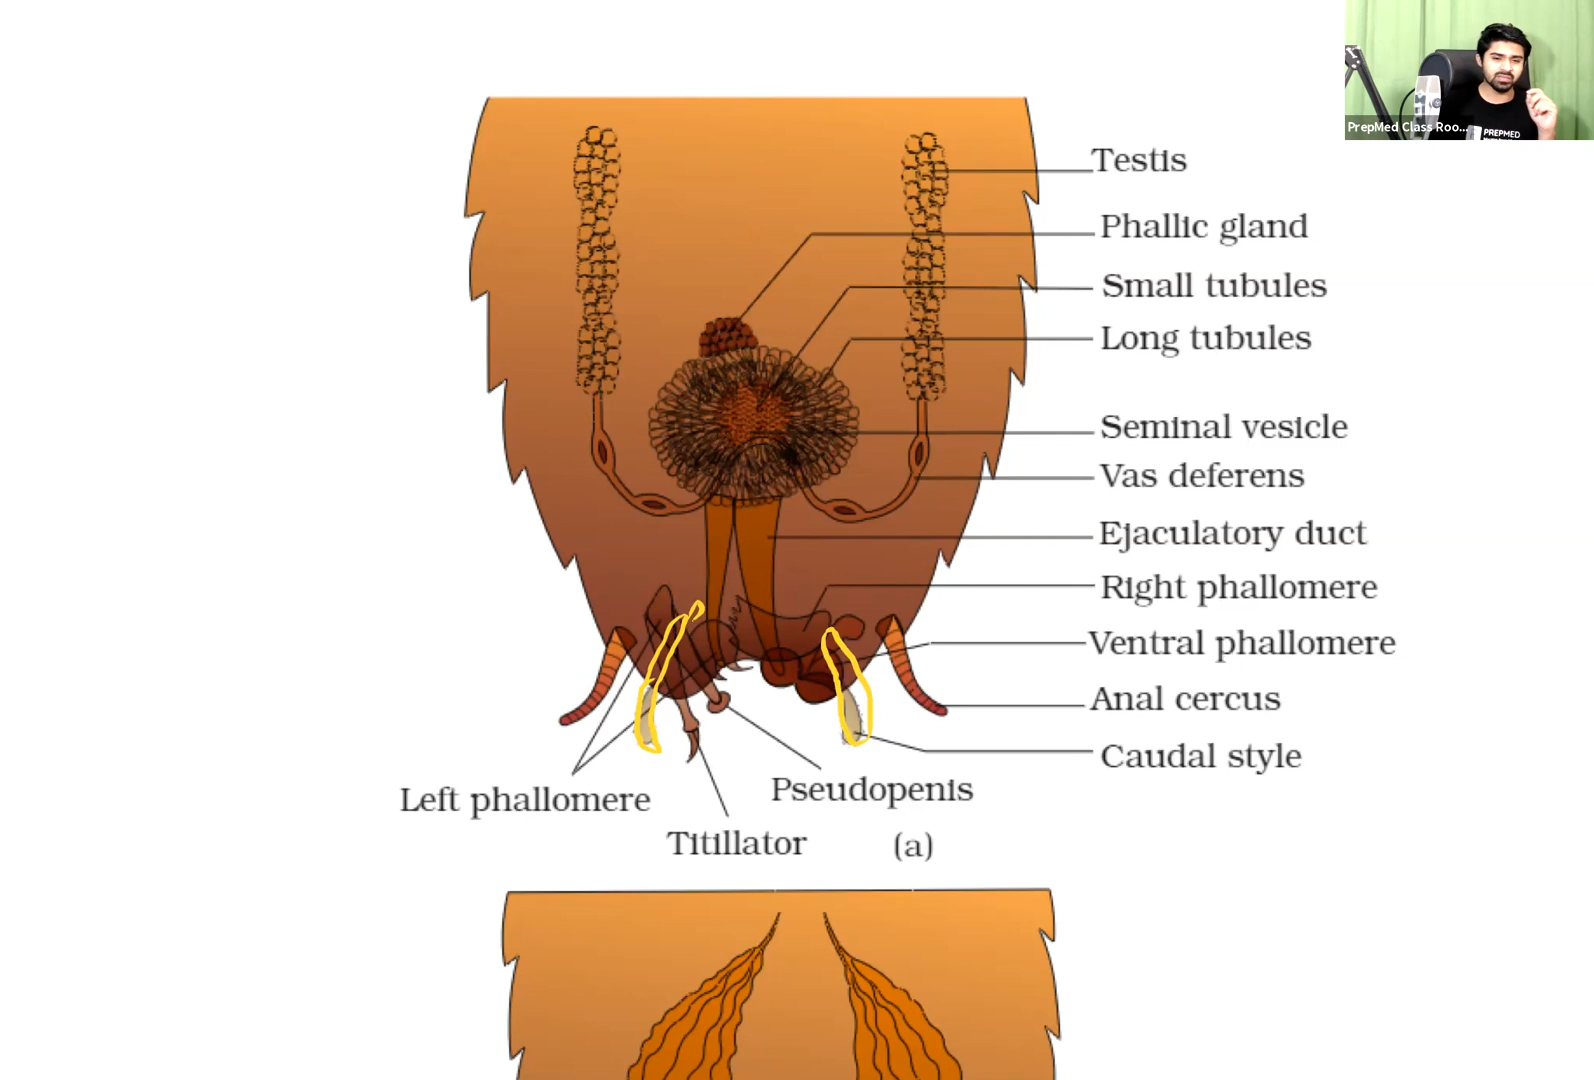 PrepMed Class Roo...
PREPMED
Testis
Phallic gland
Small tubules
Long tubules
Seminal vesicle
Vas deferens
Ejaculatory duct
Right phallomere
Ventral phallomere
Anal cercus
Caudal style
Left phallomere
Pseudopenis
Titillator
(a)